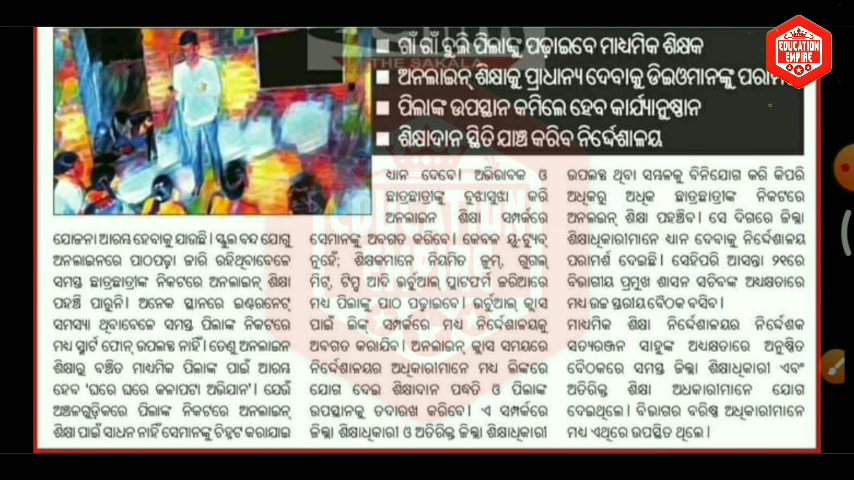 EDUCATION
EMPIRE
THE SAKALA
ଗାଁ ଗାଁ ବୁଲି ପିଲାଙ୍କୁ ପଢ଼ାଇବେ ମାଧ୍ୟମିକ ଶିକ୍ଷକ
ଅନଲାଇନ୍ ଶିକ୍ଷାକୁ ପ୍ରାଧାନ୍ୟ ଦେବାକୁ ଡିଇଓମାନଙ୍କୁ
ପିଲାଙ୍କ ଉପସ୍ଥାନ କମିଲେ ହେବ କାର୍ଯ୍ୟାନୁଷ୍ଠାନ
ଶିକ୍ଷାଦାନ ସ୍ଥିତି ଯାଞ୍ଚ କରିବ ନିର୍ଦ୍ଦେଶାଳୟ
ଯୋଜନା ଆରମ୍ଭ ହେବାକୁ ଯାଉଛି। ସ୍କୁଲ ବନ୍ଦ ଯୋଗୁ
ଅନଲାଇନରେ ପାଠପଢ଼ା ଜାରି ରହିଥିବାବେଳେ
ସମସ୍ତ ଛାତ୍ରଛାତ୍ରୀଙ୍କ ନିକଟରେ ଅନଲାଇନ୍ ଶିକ୍ଷା
ପହଞ୍ଚି ପାରୁନି। ଅନେକ ସ୍ଥାନରେ ଇଣ୍ଟରନେଟ୍
ସମସ୍ୟା ଥିବାବେଳେ ସମସ୍ତ ପିଲାଙ୍କ ନିକଟରେ
ମଧ୍ୟ ସ୍ମାର୍ଟ ଫୋନ୍ ଉପଲବ୍ଧ ନାହିଁ। ତେଣୁ ଅନଲାଇନ
ଶିକ୍ଷାରୁ ବଞ୍ଚିତ ମାଧ୍ୟମିକ ପିଲାଙ୍କ ପାଇଁ ଆରମ୍ଭ
ହେବ 'ଘରେ ଘରେ କଳାପଟା ଅଭିଯାନ'। ଯେଉଁ
ଅଞ୍ଚଳଗୁଡ଼ିକରେ ପିଲାଙ୍କ ନିକଟରେ ଅନଲାଇନ୍
ଶିକ୍ଷା ପାଇଁ ସାଧନ ନାହିଁ ସେମାନଙ୍କୁ ଚିହ୍ନଟ କରାଯାଇ
ଧ୍ୟାନ ଦେବେ। ଅଭିଭାବକ ଓ
ଛାତ୍ରଛାତ୍ରୀଙ୍କୁ ବୁଝାସୁଝା କରି
ଅନଲାଇନ ଶିକ୍ଷା ସମ୍ପର୍କରେ
ସେମାନଙ୍କୁ ଅବଗତ କରିବେ। କେବଳ ୟୁ-ଟ୍ୟୁବ୍
ନୁହେଁ; ଶିକ୍ଷକମାନେ ନିୟମିତ ଜୁମ୍, ଗୁଗଲ୍
ମିଟ୍, ଟିମ୍ସ ଆଦି ଭର୍ଚୁଆଲ୍ ପ୍ଲାଟଫର୍ମ ଜରିଆରେ
ମଧ୍ୟ ପିଲାଙ୍କୁ ପାଠ ପଢ଼ାଇବେ। ଭର୍ଚୁଆଲ୍ କ୍ଲାସ
ପାଇଁ ଲିଙ୍କ୍ ସମ୍ପର୍କରେ ମଧ୍ୟ ନିର୍ଦ୍ଦେଶାଳୟକୁ
ଅବଗତ କରାଯିବ। ଅନଲାଇନ୍ କ୍ଲାସ ସମୟରେ
ନିର୍ଦ୍ଦେଶାଳୟର ଅଧିକାରୀମାନେ ମଧ୍ୟ ଲିଙ୍କରେ
ଯୋଗ ଦେଇ ଶିକ୍ଷାଦାନ ପଦ୍ଧତି ଓ ପିଲାଙ୍କ
ଉପସ୍ଥାନକୁ ତଦାରଖ କରିବେ। ଏ ସମ୍ପର୍କରେ
ଜିଲ୍ଲା ଶିକ୍ଷାଧିକାରୀ ଓ ଅତିରିକ୍ତ ଜିଲ୍ଲା ଶିକ୍ଷାଧିକାରୀ
ଉପଲବ୍ଧ ଥିବା ସମ୍ବଳକୁ ବିନିଯୋଗ କରି କିପରି
ଅଧିକରୁ ଅଧିକ ଛାତ୍ରଛାତ୍ରୀଙ୍କ ନିକଟରେ
ଅନଲାଇନ୍ ଶିକ୍ଷା ପହଞ୍ଚିବ। ସେ ଦିଗରେ ଜିଲ୍ଲା
ଶିକ୍ଷାଧିକାରୀମାନେ ଧ୍ୟାନ ଦେବାକୁ ନିର୍ଦ୍ଦେଶାଳୟ
ପରାମର୍ଶ ଦେଇଛି। ସେହିପରି ଆସନ୍ତା ୨୧ରେ
ବିଭାଗୀୟ ପ୍ରମୁଖ ଶାସନ ସଚିବଙ୍କ ଅଧ୍ୟକ୍ଷତାରେ
ମଧ୍ୟ ଉଚ୍ଚ ସ୍ତରୀୟ ବୈଠକ ବସିବ।
ମାଧ୍ୟମିକ ଶିକ୍ଷା ନିର୍ଦ୍ଦେଶାଳୟର ନିର୍ଦ୍ଦେଶକ
ସତ୍ୟରଞ୍ଜନ ସାହୁଙ୍କ ଅଧ୍ୟକ୍ଷତାରେ ଅନୁଷ୍ଠିତ
ବୈଠକରେ ସମସ୍ତ ଜିଲ୍ଲା ଶିକ୍ଷାଧିକାରୀ ଏବଂ
ଅତିରିକ୍ତ ଶିକ୍ଷା ଅଧକାରୀମାନେ ଯୋଗ
ଦେଇଥିଲେ। ବିଭାଗର ବରିଷ୍ଠ ଅଧିକାରୀମାନେ
ମଧ୍ୟ ଏଥିରେ ଉପସ୍ଥିତ ଥିଲେ।